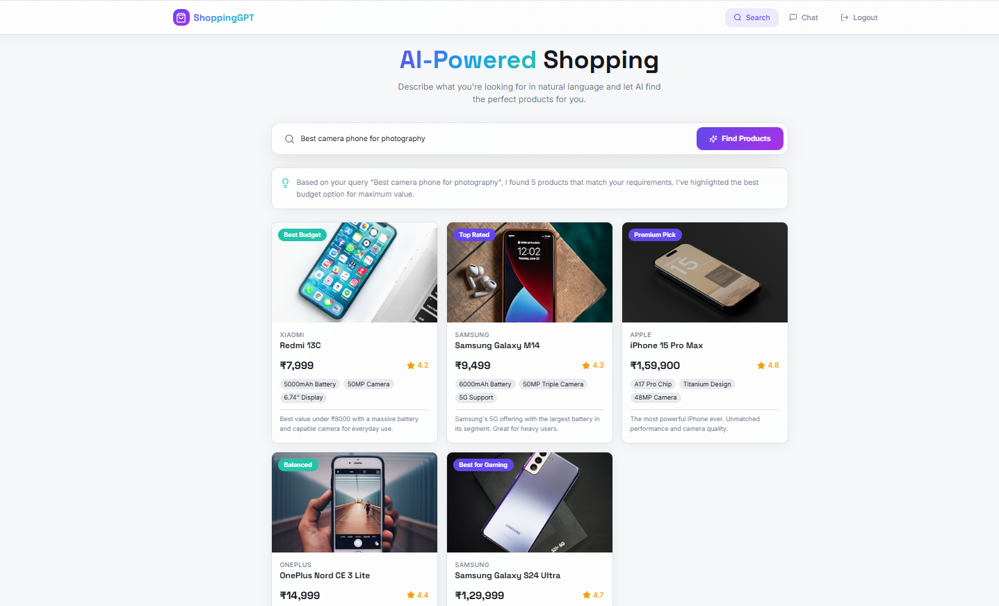 ShoppingGPT
Search
Chat
Logout
AI-Powered Shopping
Describe what you're looking for in natural language and let AI find
the perfect products for you.
Best camera phone for photography
Find Products
Based on your query "Best camera phone for photography", I found 5 products that match your requirements. I've highlighted the best
budget option for maximum value.
Best Budget
XIAOMI
Redmi 13C
₹7,999
4.2
5000mAh Battery
50MP Camera
6.74" Display
Best value under ₹8000 with a massive battery
and capable camera for everyday use.
Top Rated
12:02
SAMSUNG
Samsung Galaxy M14
₹9,499
4.3
6000mAh Battery
50MP Triple Camera
5G Support
Samsung's 5G offering with the largest battery in
its segment. Great for heavy users.
Premium Pick
15
APPLE
iPhone 15 Pro Max
₹1,59,900
4.8
A17 Pro Chip
Titanium Design
48MP Camera
The most powerful iPhone ever. Unmatched
performance and camera quality.
Balanced
ONEPLUS
OnePlus Nord CE 3 Lite
₹14,999
4.4
Best for Gaming
SAMSUNG
SAMSUNG
Samsung Galaxy S24 Ultra
₹1,29,999
4.7